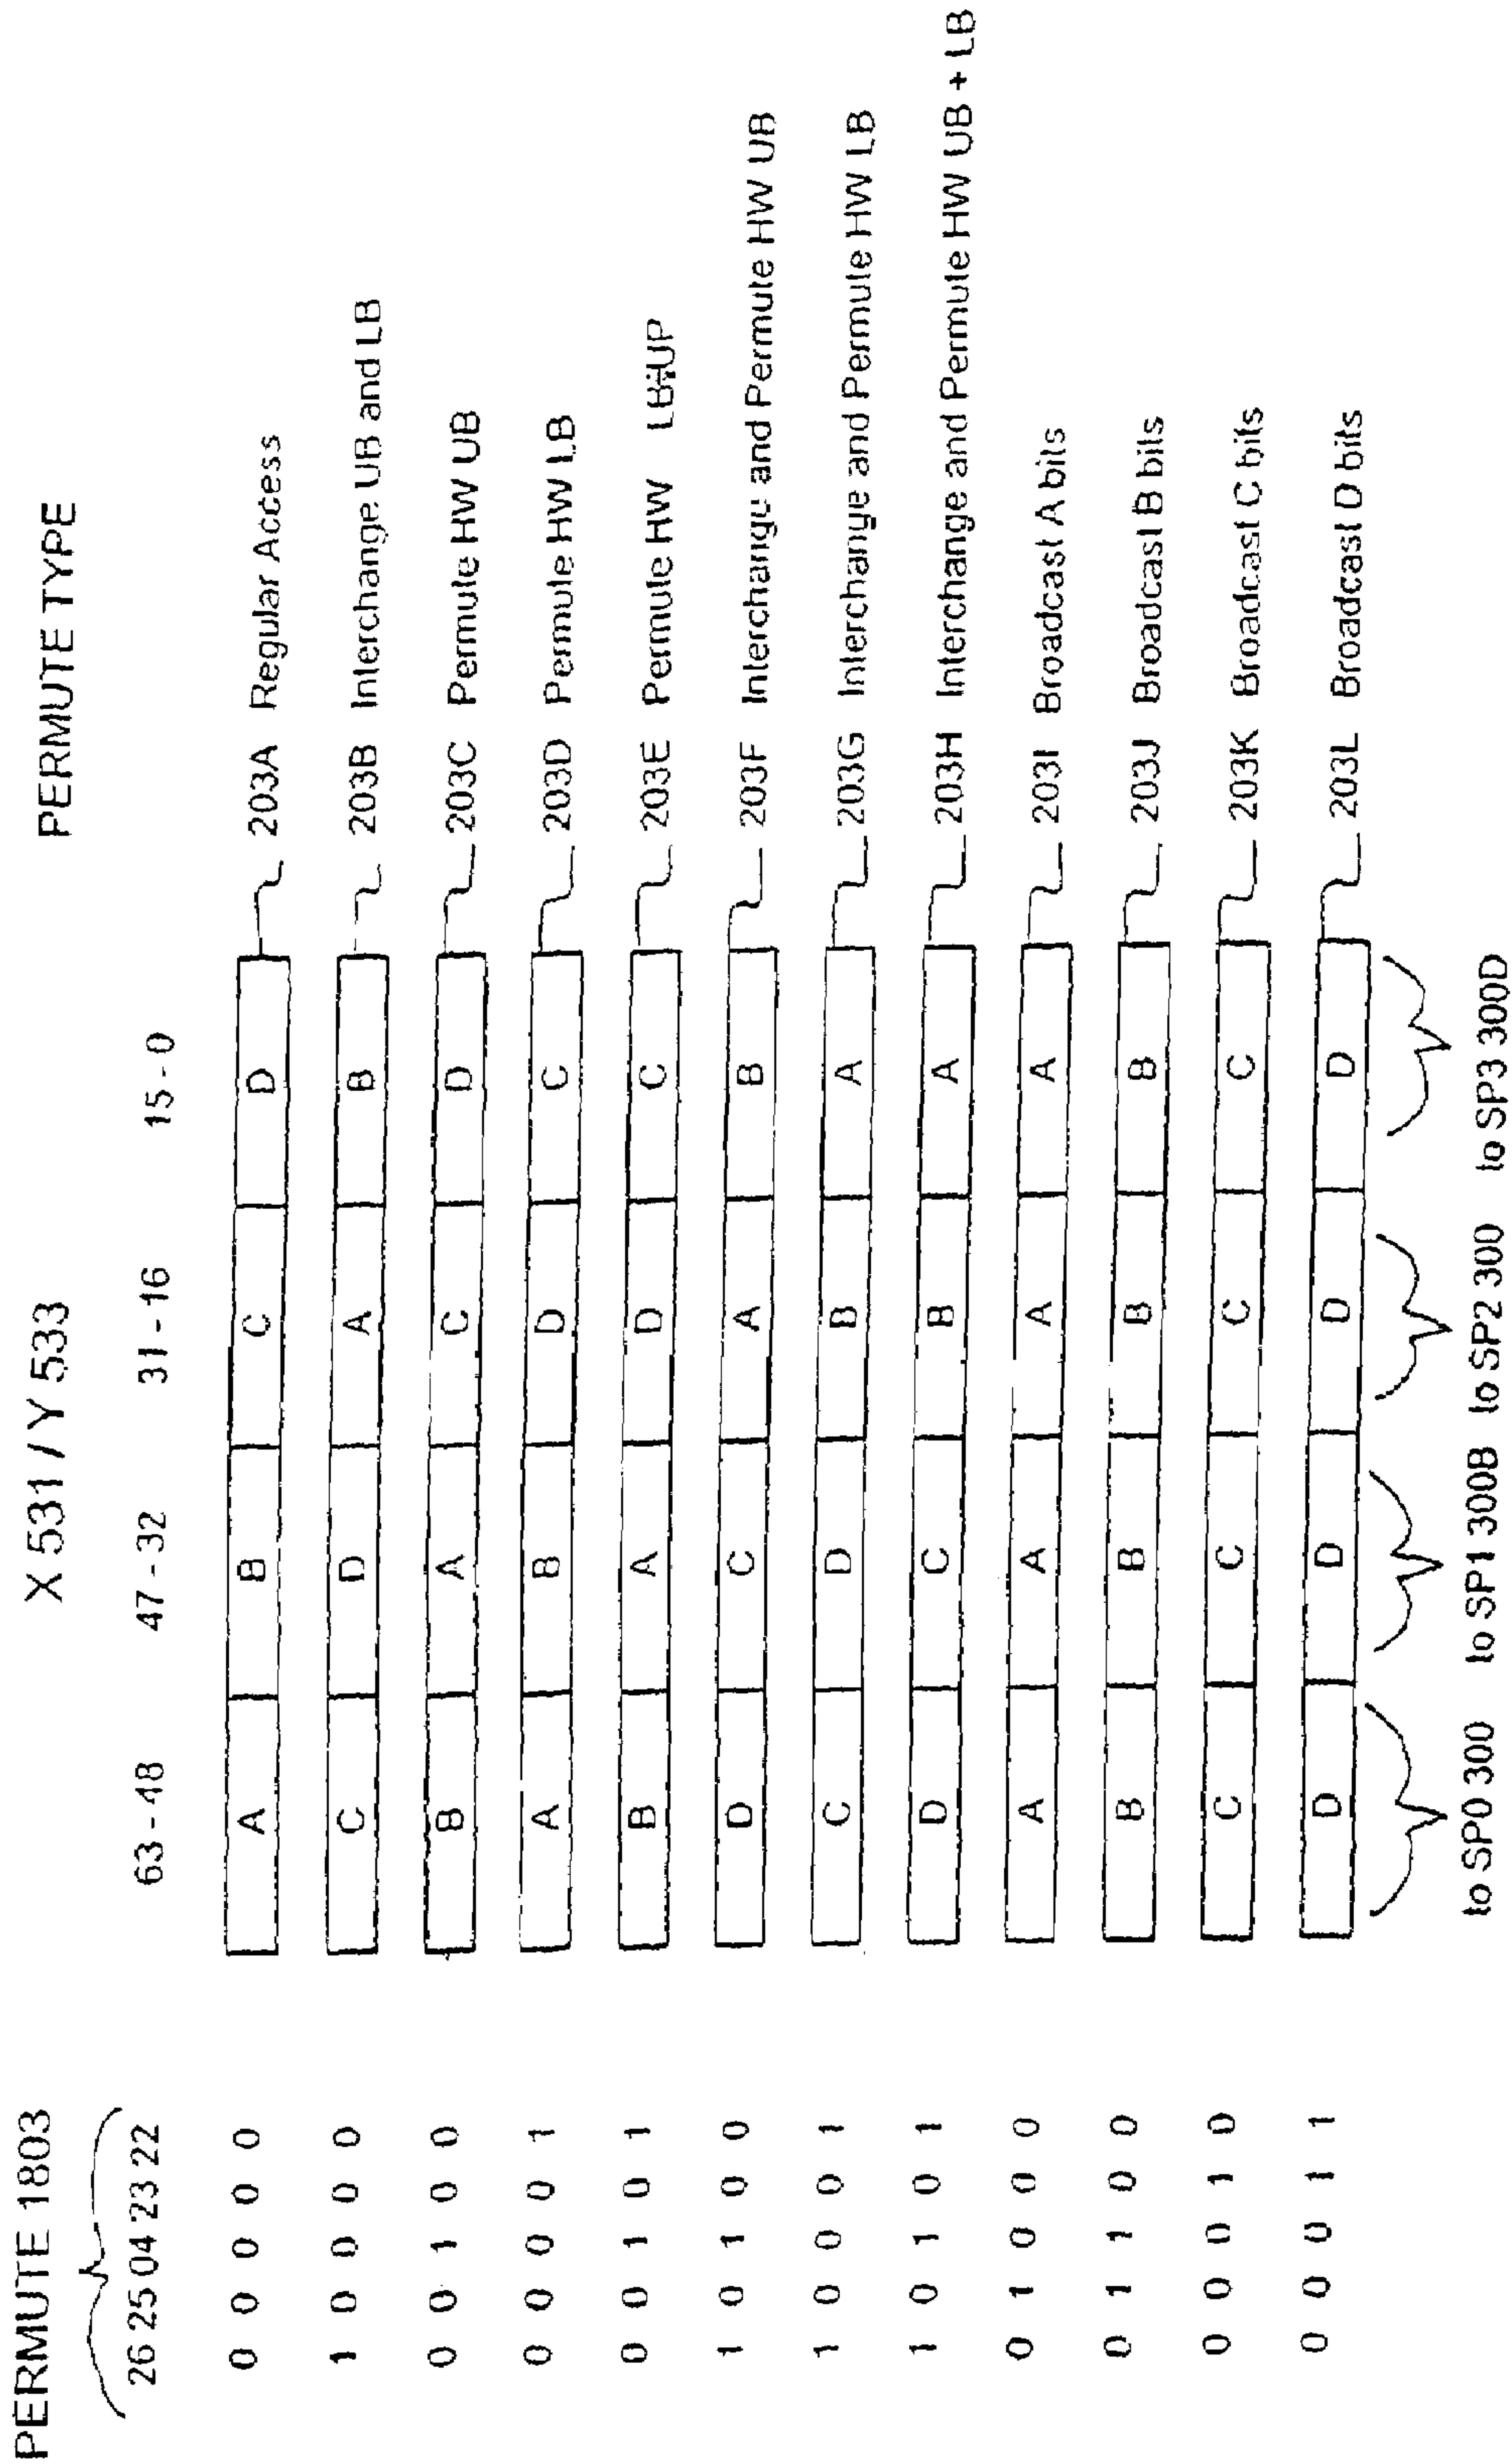 PERMUTE 1803 X 531 / Y 533 PERMUTE TYPE
26 25 04 23 22 63 - 48 47 - 32 31 - 16 15 - 0
0 0 0 0 0 A B C D 203A Regular Access
1 0 0 0 0 C D A B 203B Interchange UB and LB
0 0 1 0 0 B A C D 203C Permute HW UB
0 0 0 0 1 A B D C 203D Permute HW LB
0 0 1 0 1 B A D C 203E Permute HW
1 0 1 0 0 D C A B 203F Interchange and Permute HW UB
1 0 0 0 1 C D B A 203G Interchange and Permute HW LB
1 0 1 0 1 D C B A 203H Interchange and Permute HW UB + LB
0 1 0 0 0 A A A A 203I Broadcast A bits
0 1 1 0 0 B B B B 203J Broadcast B bits
0 0 0 1 0 C C C C 203K Broadcast C bits
0 0 0 1 1 D D D D 203L Broadcast D bits
to SP0 300 to SP1 300B to SP2 300 to SP3 300D